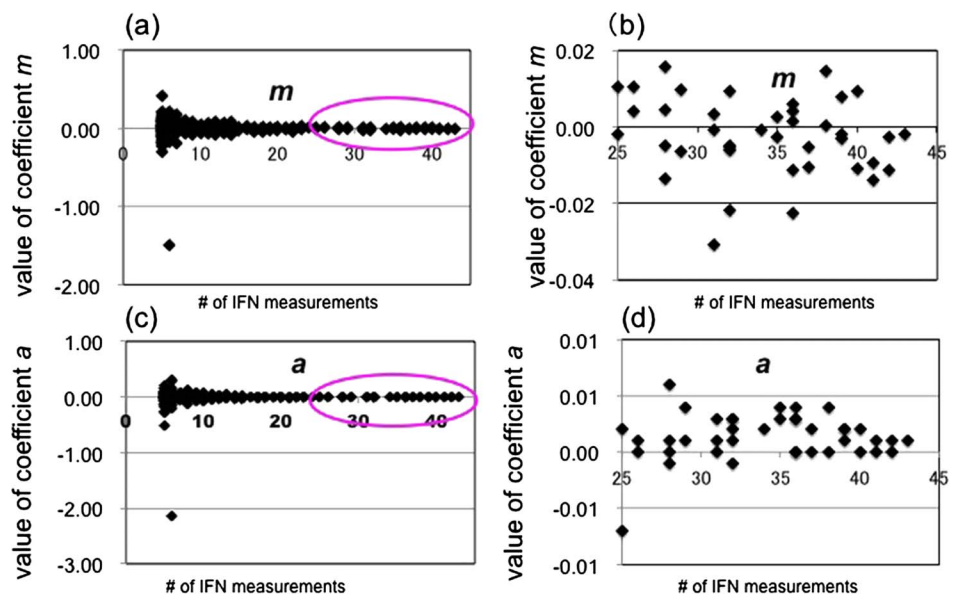 (a)
value of coefficient m
1.00
0.00
-1.00
-2.00
0
10
20
30
40
m
# of IFN measurements
(b)
value of coefficient m
0.02
0.00
-0.02
-0.04
25
30
35
40
45
m
# of IFN measurements
(c)
value of coefficient a
1.00
0.00
-1.00
-2.00
-3.00
0
10
20
30
40
a
# of IFN measurements
(d)
value of coefficient a
0.01
0.01
0.00
-0.01
-0.01
25
30
35
40
45
a
# of IFN measurements